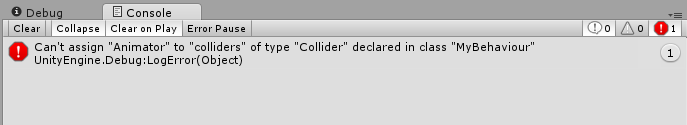 Debug Console
Clear Collapse Clear on Play Error Pause 0 0 1
Can't assign "Animator" to "colliders" of type "Collider" declared in class "MyBehaviour" 1
UnityEngine.Debug:LogError(Object)